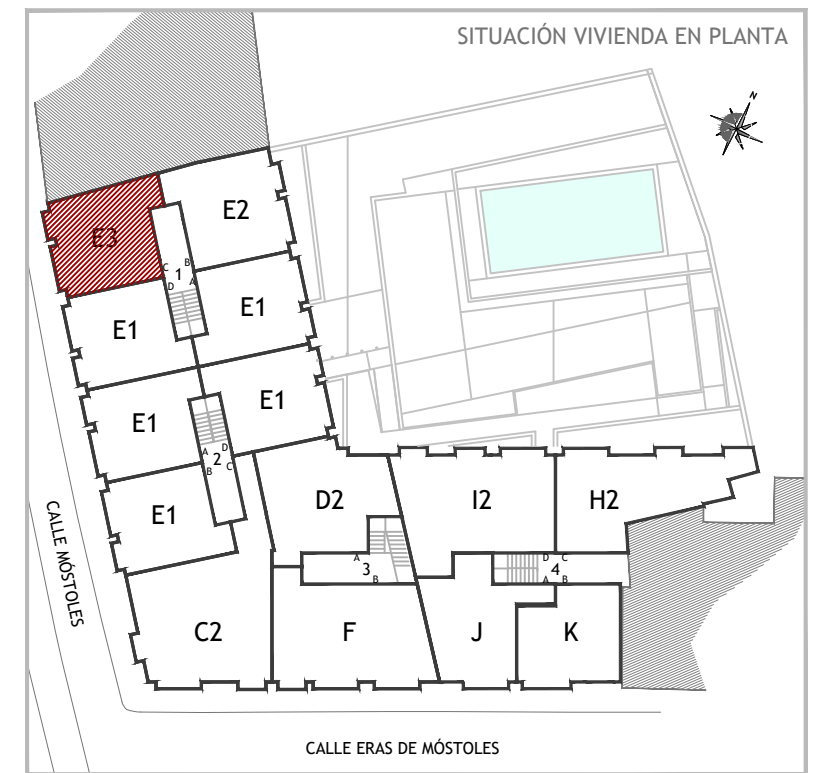 SITUACIÓN VIVIENDA EN PLANTA
N
E2
E3
C B
1
D A
E1
E1
E1
E1
A D
2
B C
E1
D2
I2
H2
A
3
B
D C
4
A B
C2
F
J
K
CALLE MÓSTOLES
CALLE ERAS DE MÓSTOLES